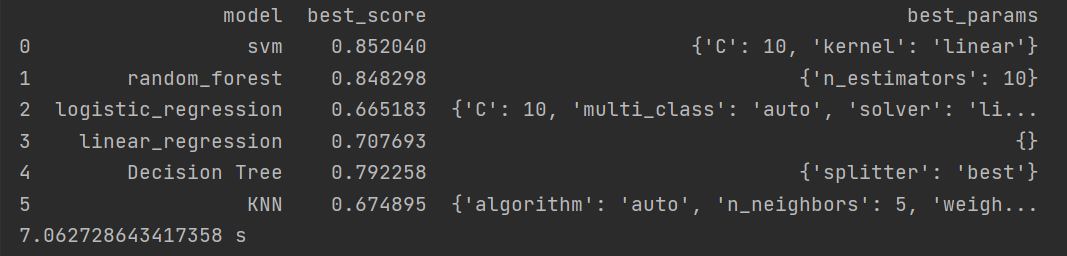 model best_score best_params
0 svm 0.852040 {'C': 10, 'kernel': 'linear'}
1 random_forest 0.848298 {'n_estimators': 10}
2 logistic_regression 0.665183 {'C': 10, 'multi_class': 'auto', 'solver': 'li...
3 linear_regression 0.707693 {}
4 Decision Tree 0.792258 {'splitter': 'best'}
5 KNN 0.674895 {'algorithm': 'auto', 'n_neighbors': 5, 'weigh...
7.062728643417358 s